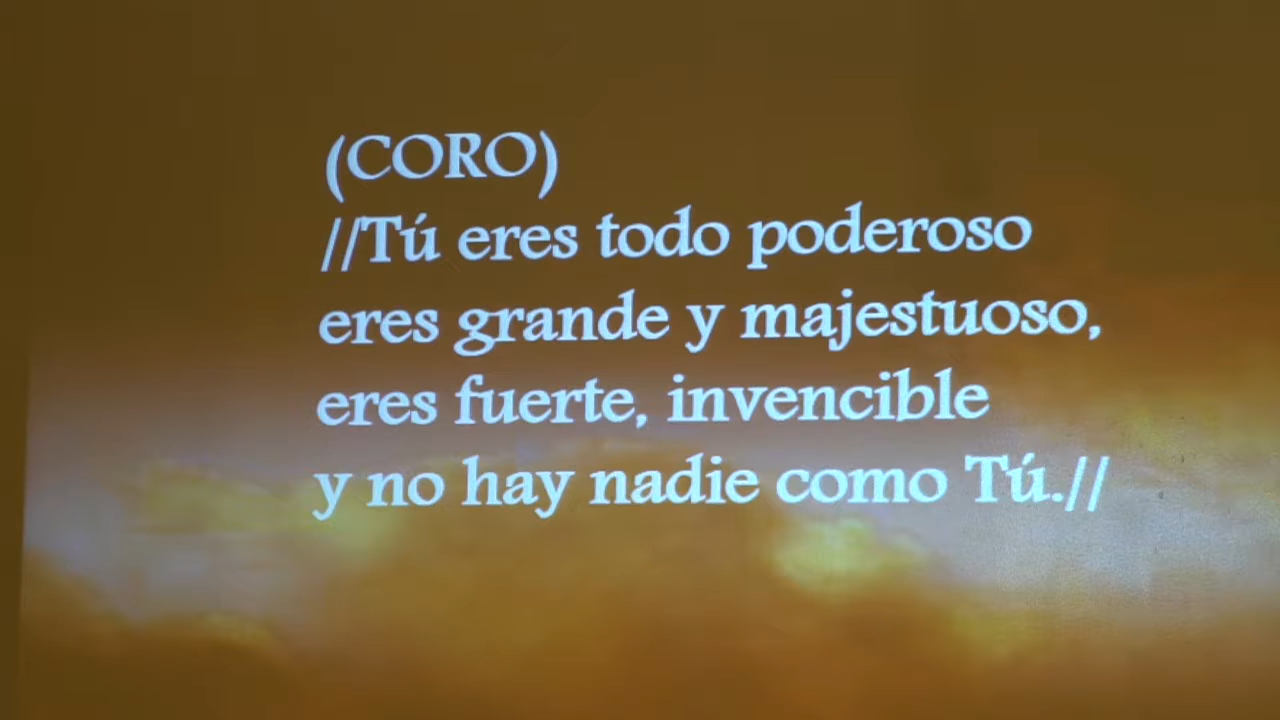 (CORO)
//Tú eres todo poderoso
eres grande y majestuoso,
eres fuerte, invencible
y no hay nadie como Tú.//